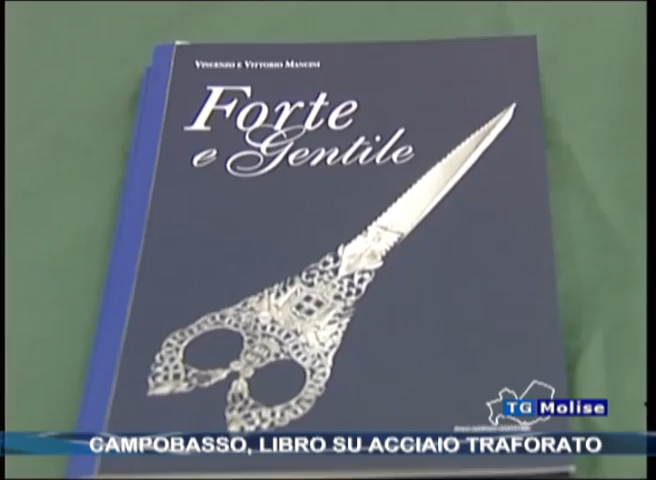 VINCENZO E VITTORIO MANCINI
Forte
e Gentile
TG Molise
CAMPOBASSO, LIBRO SU ACCIAIO TRAFORATO